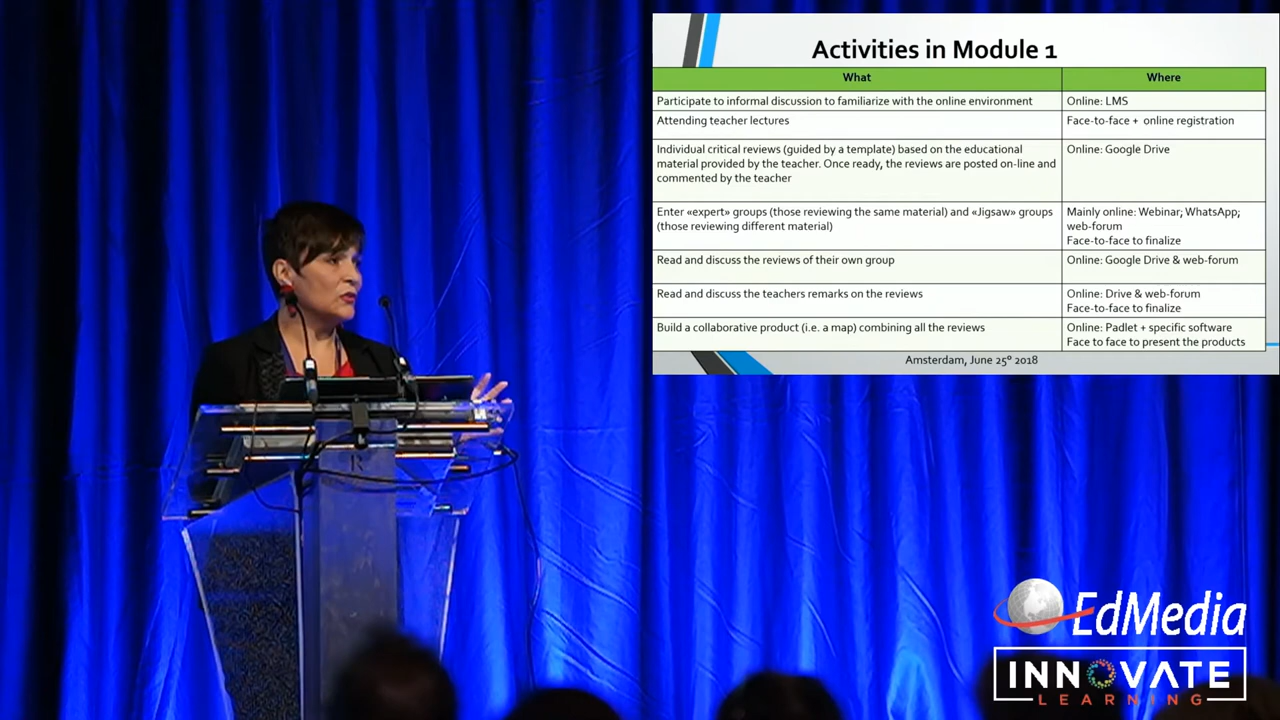 Activities in Module 1
What
Where
Participate to informal discussion to familiarize with the online environment
Online: LMS
Attending teacher lectures
Face-to-face + online registration
Individual critical reviews (guided by a template) based on the educational
material provided by the teacher. Once ready, the reviews are posted on-line and
commented by the teacher
Online: Google Drive
Enter «expert» groups (those reviewing the same material) and «Jigsaw» groups
(those reviewing different material)
Mainly online: Webinar; WhatsApp;
web-forum
Face-to-face to finalize
Read and discuss the reviews of their own group
Online: Google Drive & web-forum
Read and discuss the teachers remarks on the reviews
Online: Drive & web-forum
Face-to-face to finalize
Build a collaborative product (i.e. a map) combining all the reviews
Online: Padlet + specific software
Face to face to present the products
Amsterdam, June 25° 2018
R
EdMedia
INNOVATE
LEARNING